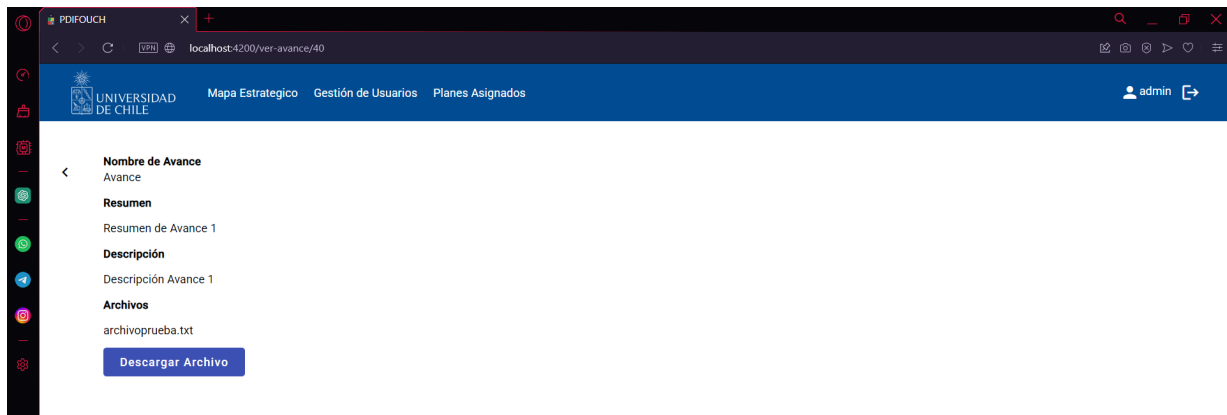 PDIFOUCH
VPN localhost:4200/ver-avance/40
UNIVERSIDAD
DE CHILE
Mapa Estrategico Gestión de Usuarios Planes Asignados admin
Nombre de Avance
Avance
Resumen
Resumen de Avance 1
Descripción
Descripción Avance 1
Archivos
archivoprueba.txt
Descargar Archivo